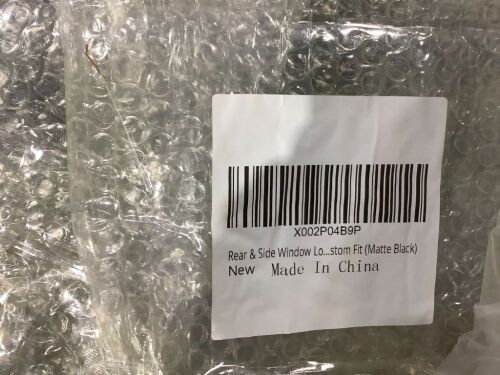 X002P04B9P
Rear & Side Window Lo...stom Fit (Matte Black)
New Made In China